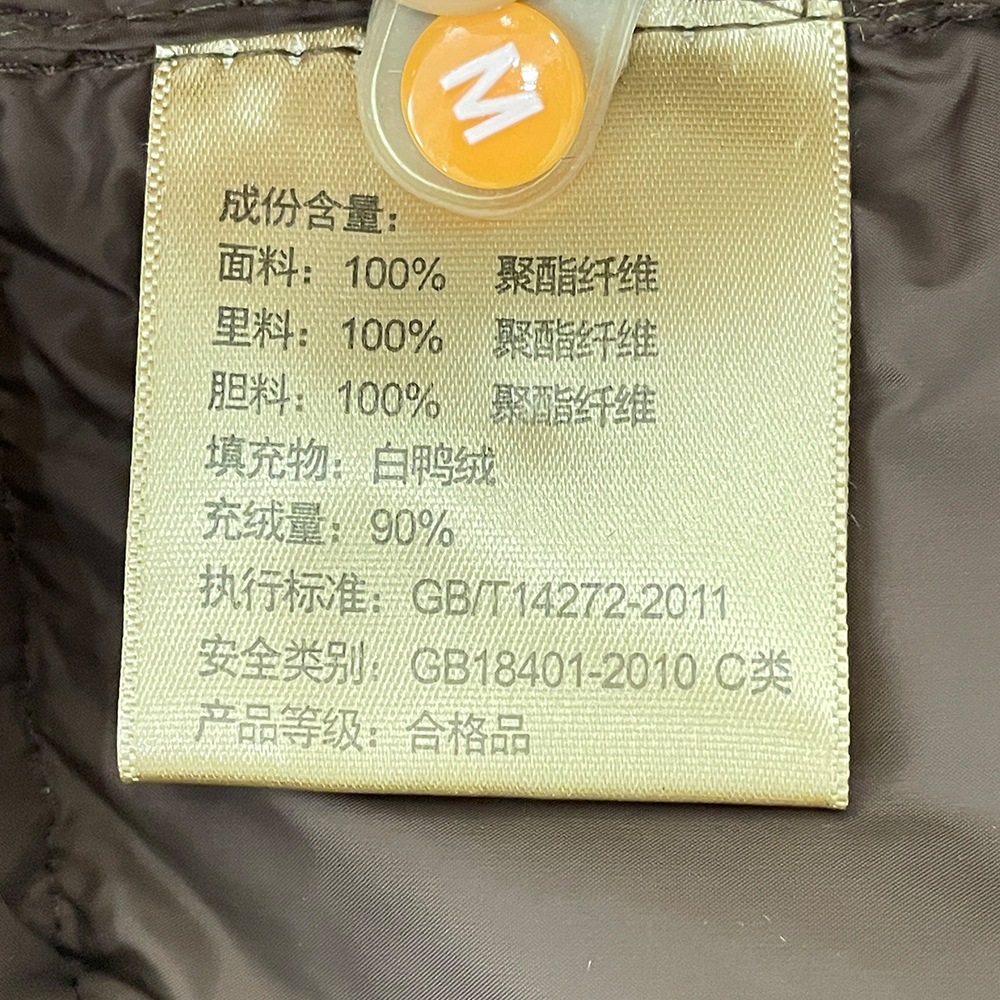 M
成份含量：
面料：100% 聚酯纤维
里料：100% 聚酯纤维
胆料：100% 聚酯纤维
填充物：白鸭绒
充绒量：90%
执行标准：GB/T14272-2011
安全类别：GB18401-2010 C类
产品等级：合格品